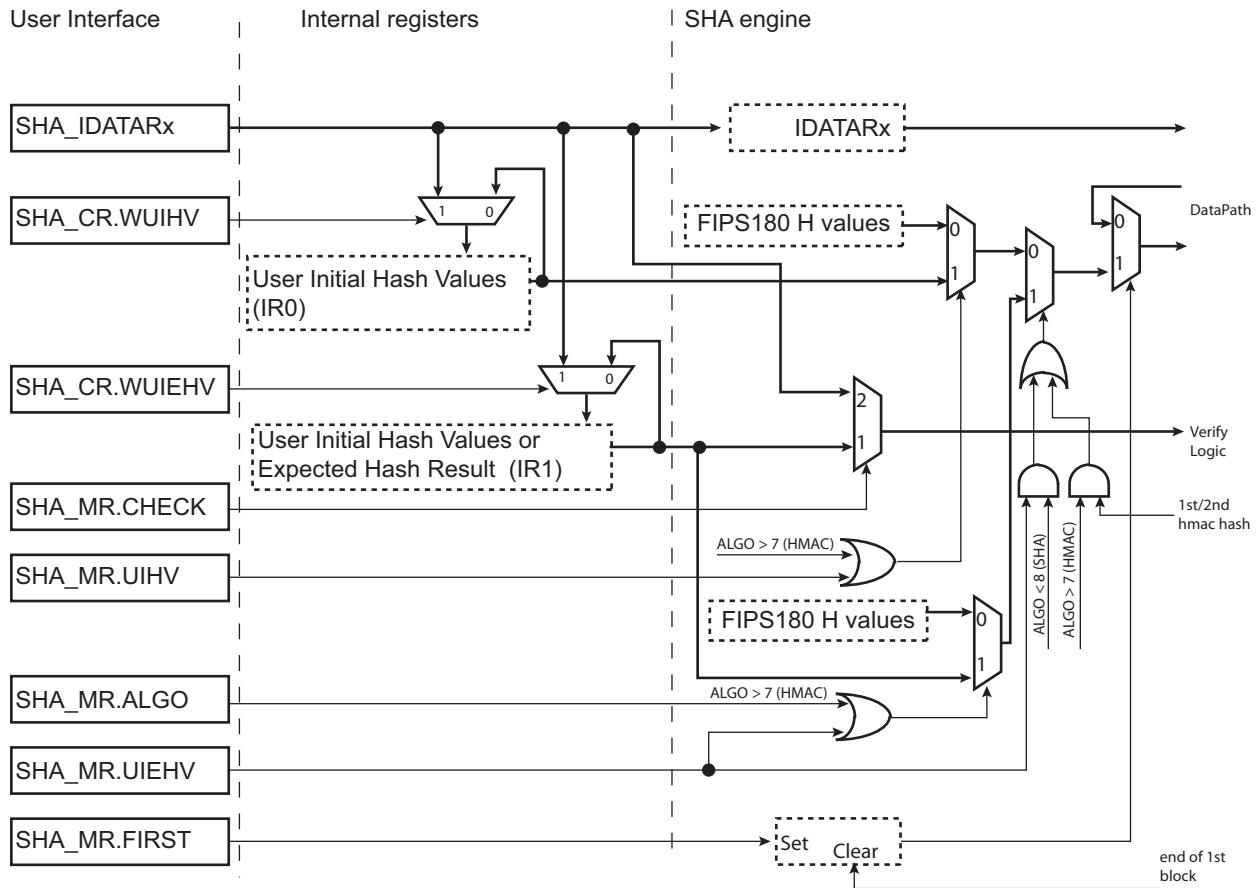 User Interface
Internal registers
SHA engine
SHA_IDATARx
IDATARx
SHA_CR.WUIHV
1
0
FIPS180 H values
0
1
0
1
0
1
DataPath
User Initial Hash Values
(IR0)
SHA_CR.WUIEHV
1
0
2
1
User Initial Hash Values or
Expected Hash Result (IR1)
Verify
Logic
SHA_MR.CHECK
1st/2nd
hmac hash
ALGO > 7 (HMAC)
SHA_MR.UIHV
ALGO < 8 (SHA)
ALGO > 7 (HMAC)
FIPS180 H values
0
1
SHA_MR.ALGO
ALGO > 7 (HMAC)
SHA_MR.UIEHV
SHA_MR.FIRST
Set
Clear
end of 1st
block